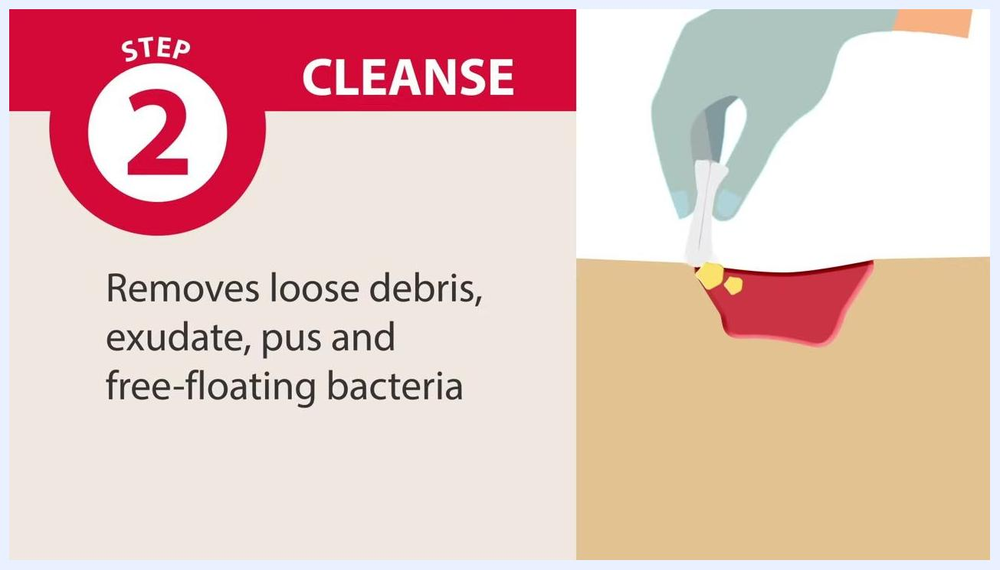 STEP
2
CLEANSE
Removes loose debris,
exudate, pus and
free-floating bacteria